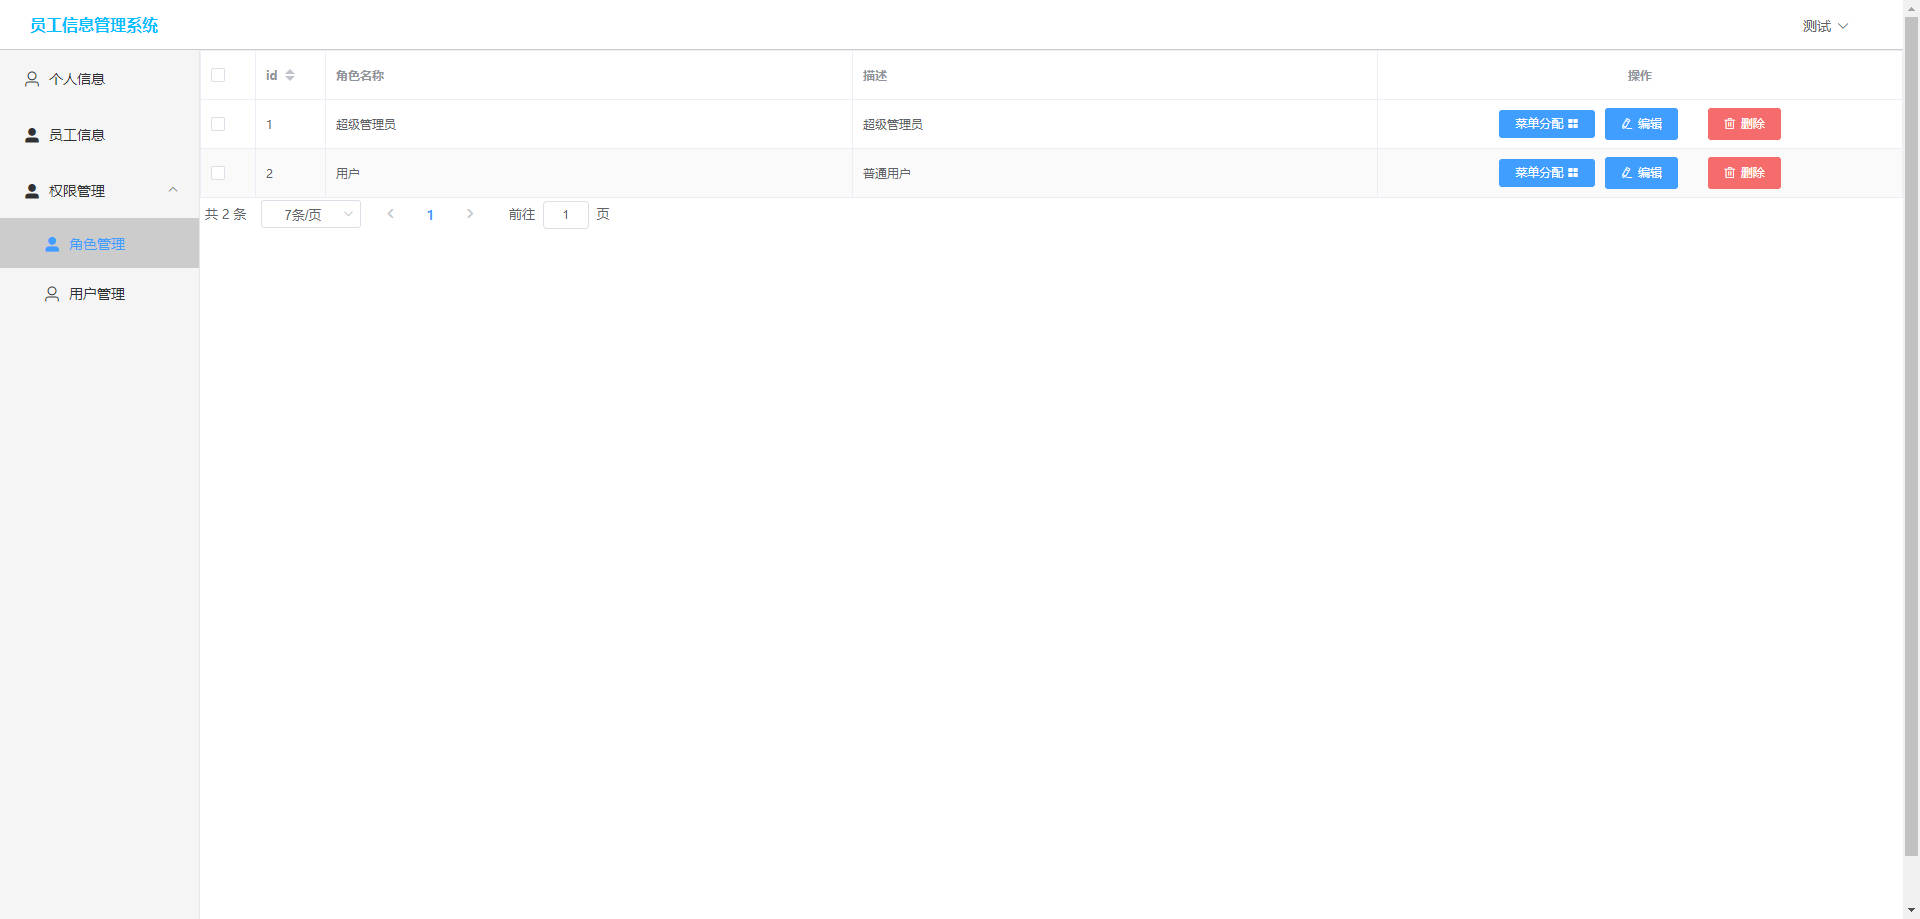 员工信息管理系统
测试
个人信息
员工信息
权限管理
角色管理
用户管理
id 角色名称 描述 操作
1 超级管理员 超级管理员 菜单分配 编辑 删除
2 用户 普通用户 菜单分配 编辑 删除
共 2 条 7条/页 1 前往 1 页